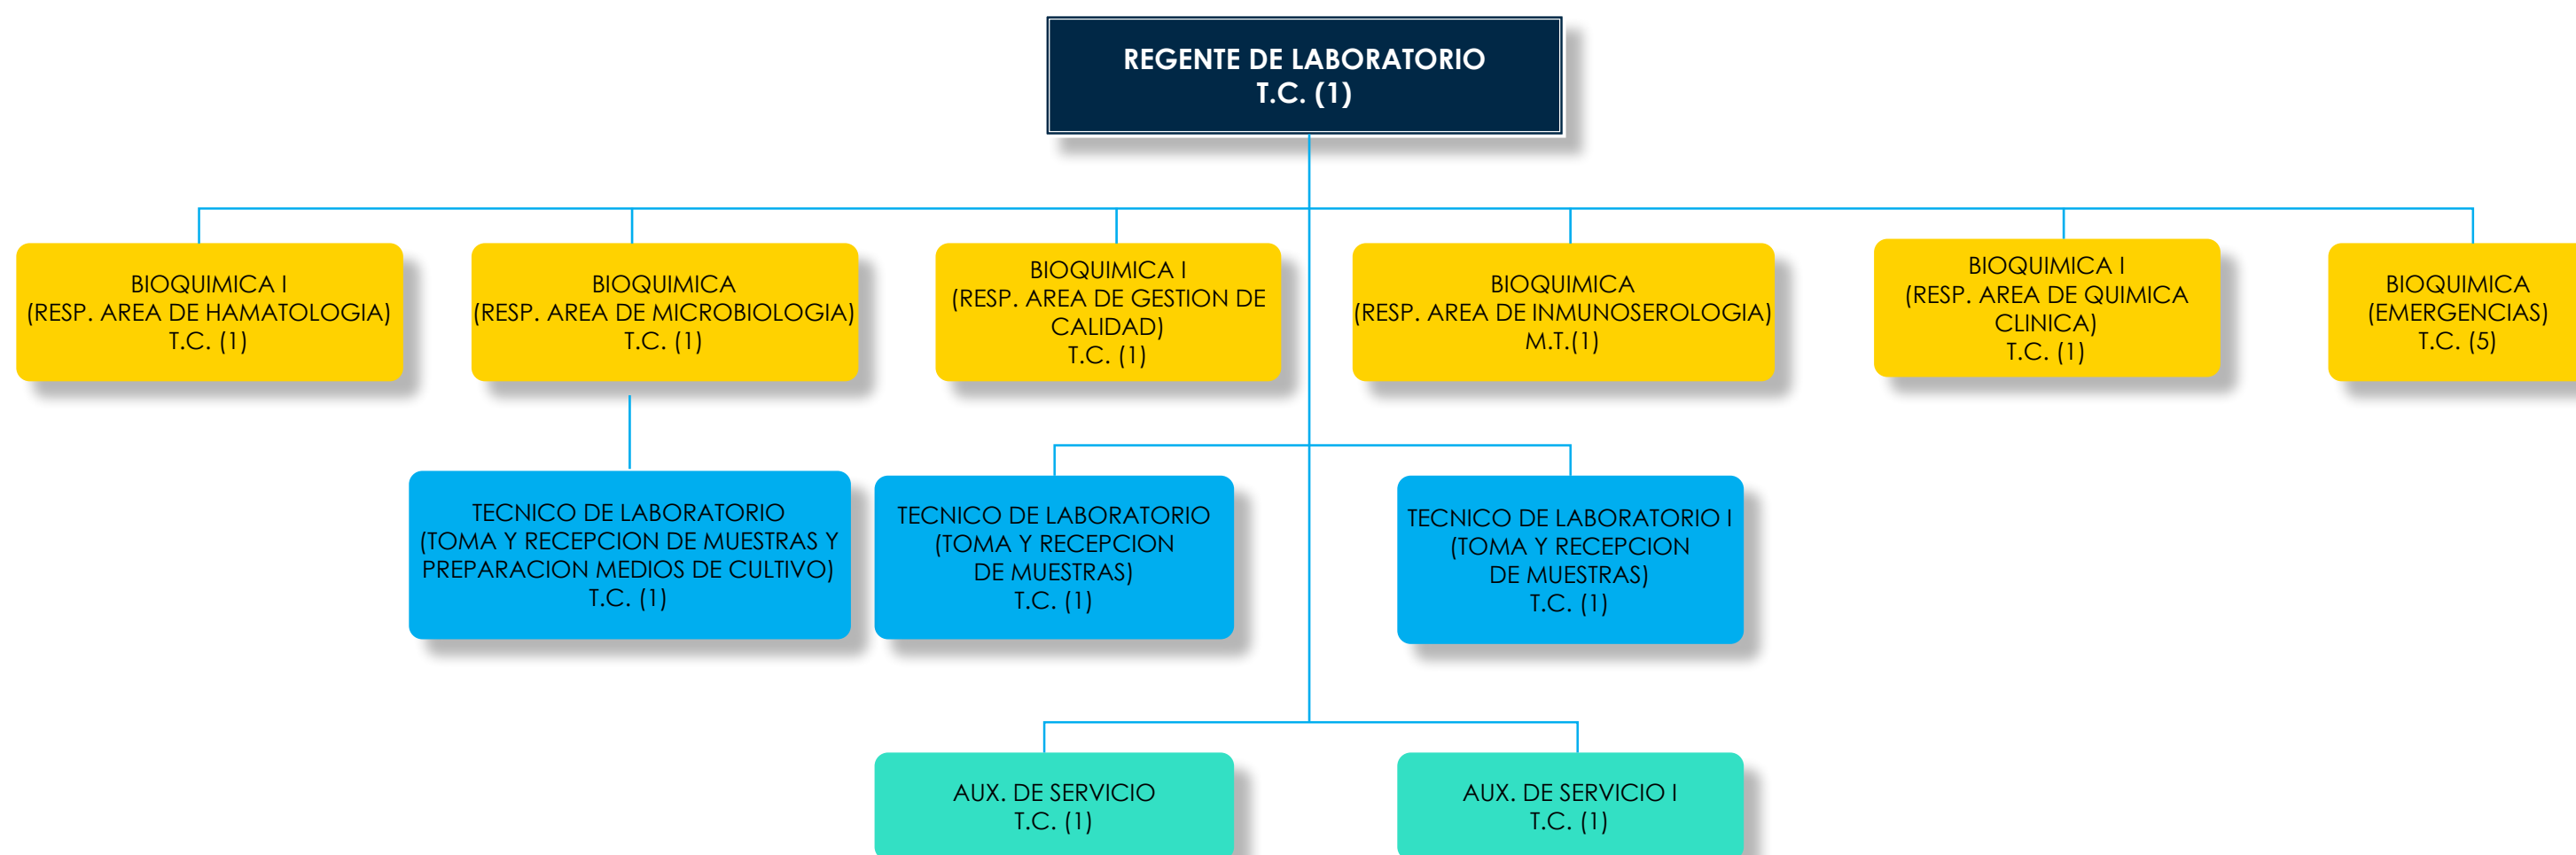 REGENTE DE LABORATORIO
T.C. (1)
BIOQUIMICA I
(RESP. AREA DE HAMATOLOGIA)
T.C. (1)
BIOQUIMICA
(RESP. AREA DE MICROBIOLOGIA)
T.C. (1)
BIOQUIMICA I
(RESP. AREA DE GESTION DE
CALIDAD)
T.C. (1)
BIOQUIMICA
(RESP. AREA DE INMUNOSEROLOGIA)
M.T.(1)
BIOQUIMICA I
(RESP. AREA DE QUIMICA
CLINICA)
T.C. (1)
BIOQUIMICA
(EMERGENCIAS)
T.C. (5)
TECNICO DE LABORATORIO
(TOMA Y RECEPCION DE MUESTRAS Y
PREPARACION MEDIOS DE CULTIVO)
T.C. (1)
TECNICO DE LABORATORIO
(TOMA Y RECEPCION
DE MUESTRAS)
T.C. (1)
TECNICO DE LABORATORIO I
(TOMA Y RECEPCION
DE MUESTRAS)
T.C. (1)
AUX. DE SERVICIO
T.C. (1)
AUX. DE SERVICIO I
T.C. (1)